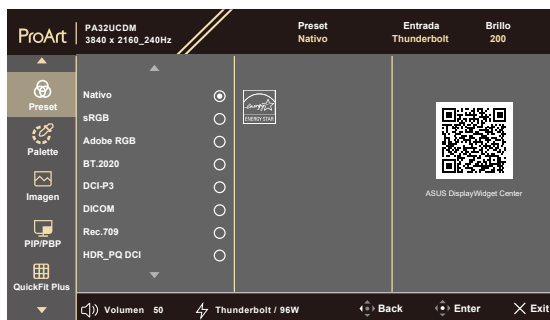 ProArt
PA32UCDM
3840 x 2160_240Hz
Preset
Nativo
Entrada
Thunderbolt
Brillo
200
Preset
Palette
Imagen
PIP/PBP
QuickFit Plus
Nativo
sRGB
Adobe RGB
BT.2020
DCI-P3
DICOM
Rec.709
HDR_PQ DCI
energy
ENERGY STAR
ASUS DisplayWidget Center
Volumen 50
Thunderbolt / 96W
Back
Enter
Exit